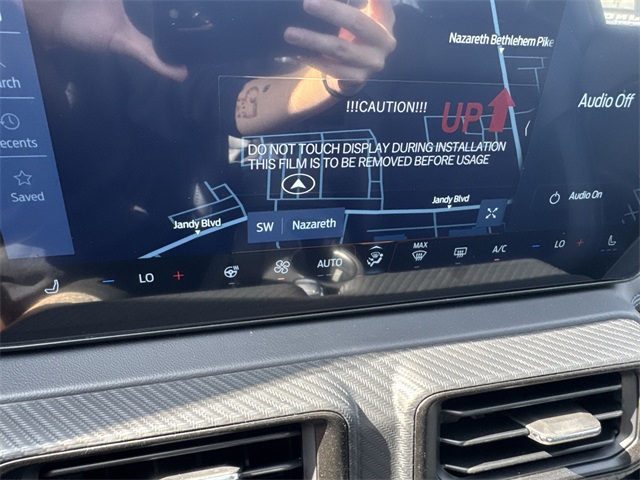 Nazareth Bethlehem Pike
Audio Off
arch
ecents
Saved
!!!CAUTION!!!
UP
DO NOT TOUCH DISPLAY DURING INSTALLATION
THIS FILM IS TO BE REMOVED BEFORE USAGE
Jandy Blvd
Audio On
Jandy Blvd
SW
Nazareth
LO
AUTO
MAX
A/C
LO